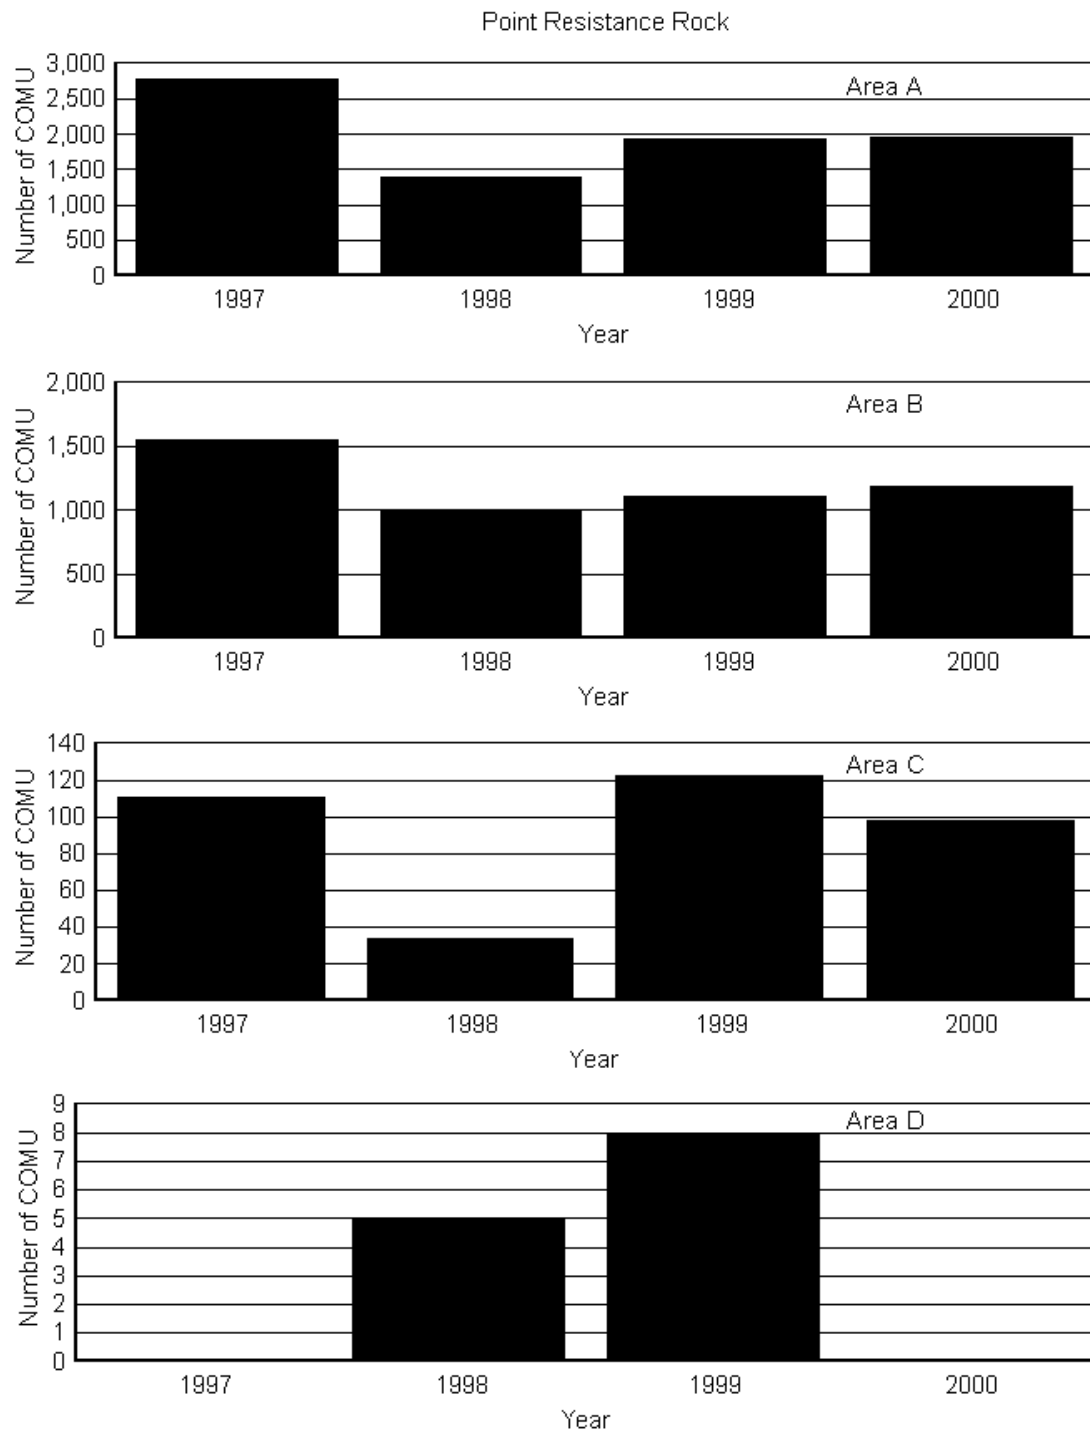 Point Resistance Rock
Number of COMU
3,000
2,500
2,000
1,500
1,000
500
0
Area A
1997 1998 1999 2000
Year
Number of COMU
2,000
1,500
1,000
500
0
Area B
1997 1998 1999 2000
Year
Number of COMU
140
120
100
80
60
40
20
0
Area C
1997 1998 1999 2000
Year
Number of COMU
9
8
7
6
5
4
3
2
1
0
Area D
1997 1998 1999 2000
Year